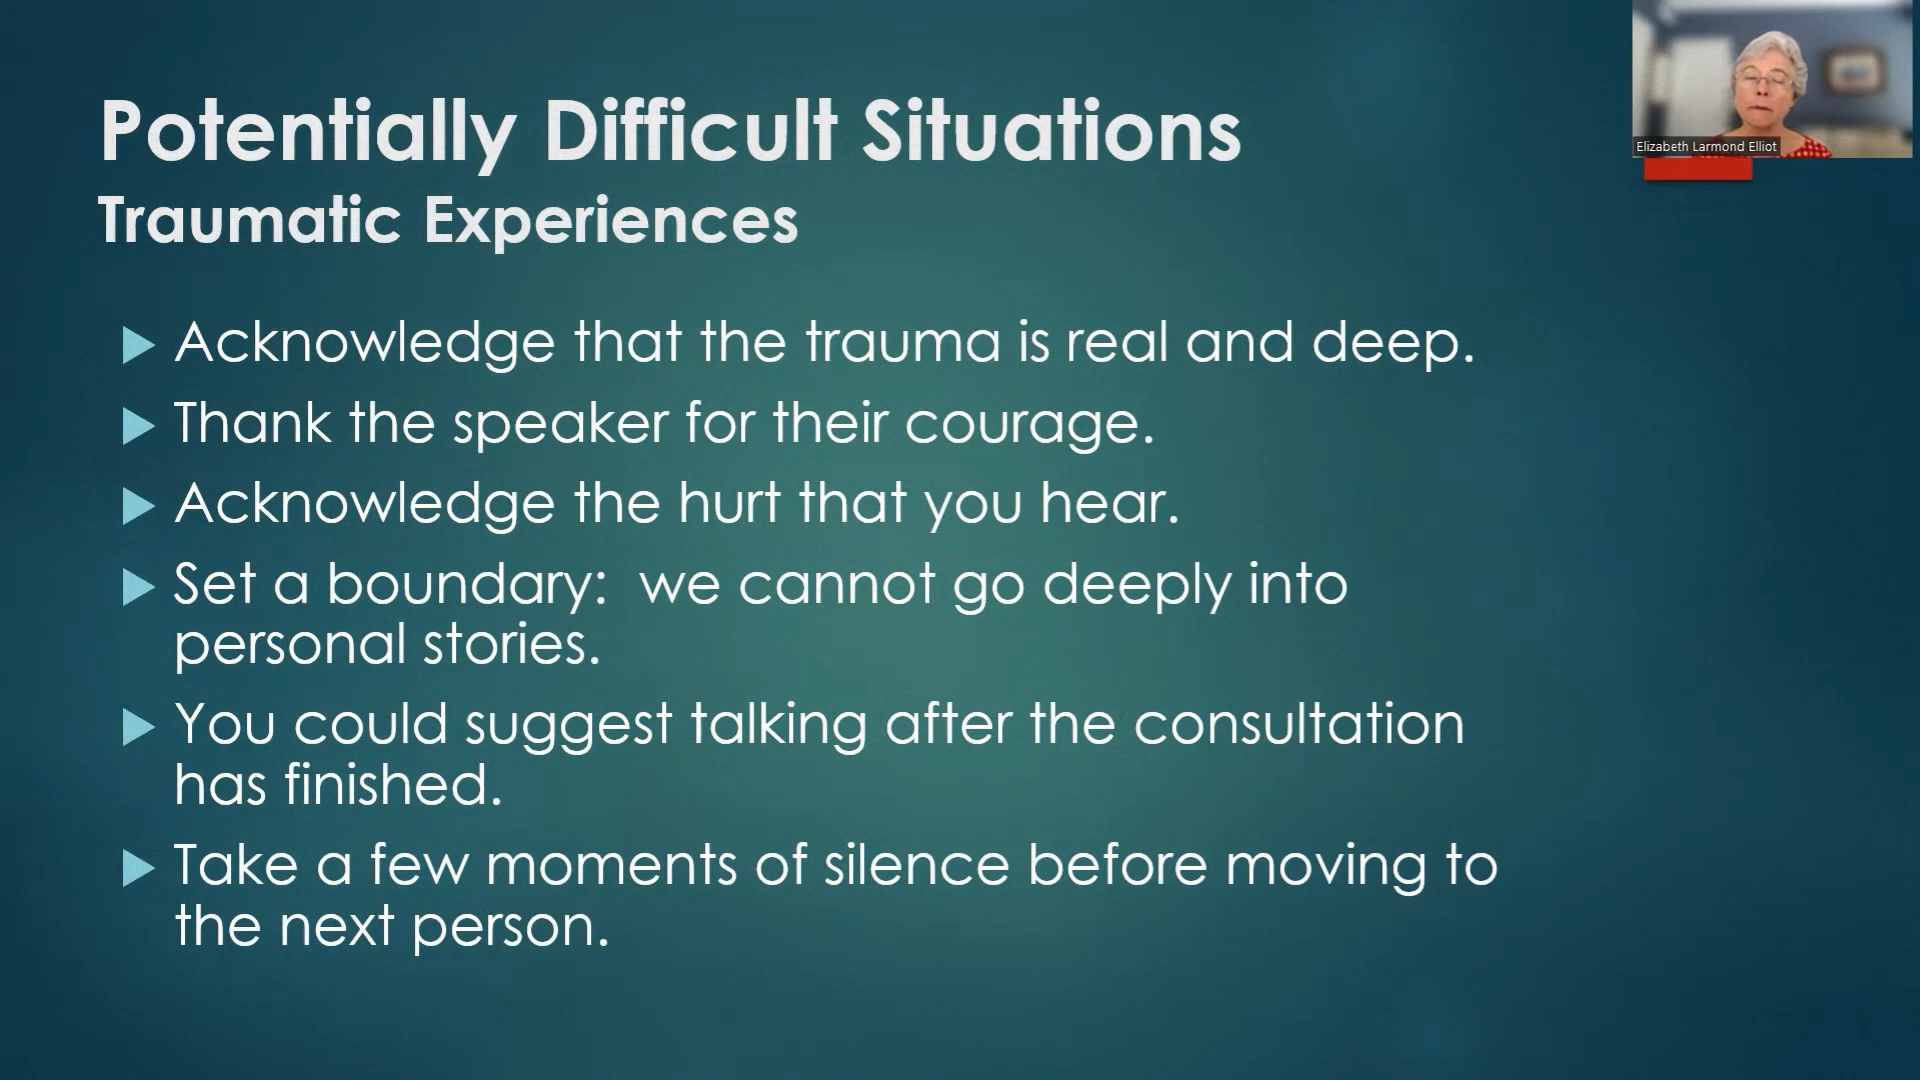 Potentially Difficult Situations
Traumatic Experiences
Elizabeth Larmond Elliot
Acknowledge that the trauma is real and deep.
Thank the speaker for their courage.
Acknowledge the hurt that you hear.
Set a boundary:  we cannot go deeply into
personal stories.
You could suggest talking after the consultation
has finished.
Take a few moments of silence before moving to
the next person.